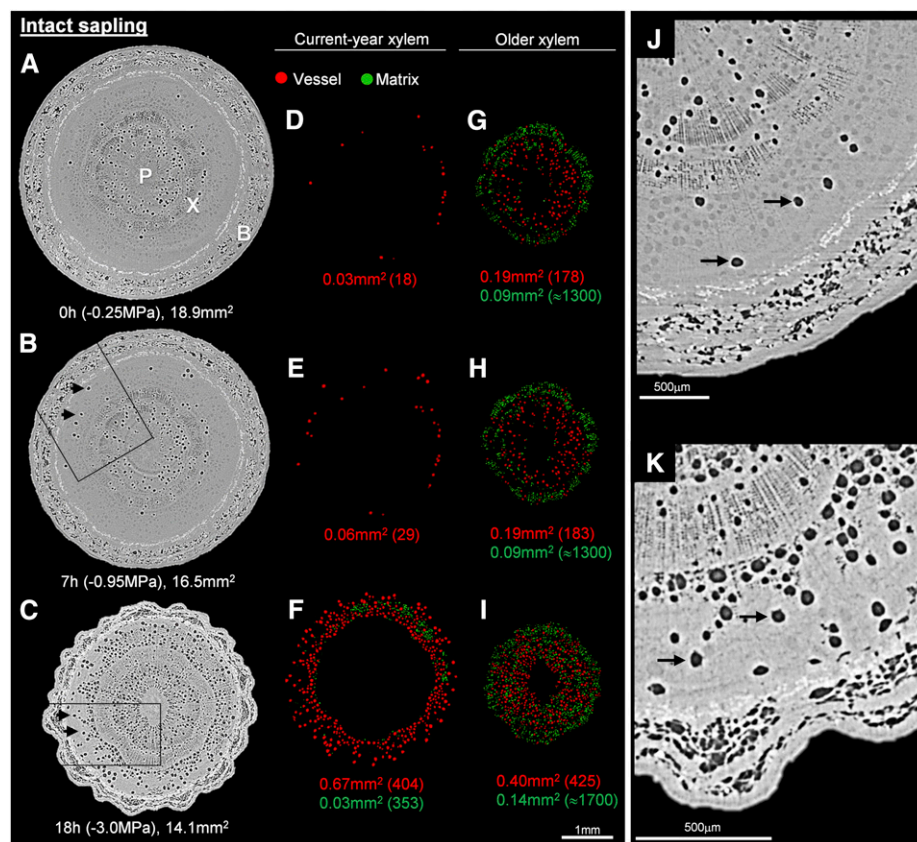 Intact sapling
Current-year xylem
Older xylem
Vessel
Matrix
A
P
X
B
0h (-0.25MPa), 18.9mm²
D
0.03mm² (18)
G
0.19mm² (178)
0.09mm² (≈1300)
B
7h (-0.95MPa), 16.5mm²
E
0.06mm² (29)
H
0.19mm² (183)
0.09mm² (≈1300)
C
18h (-3.0MPa), 14.1mm²
F
0.67mm² (404)
0.03mm² (353)
I
0.40mm² (425)
0.14mm² (≈1700)
1mm
J
500µm
K
500µm